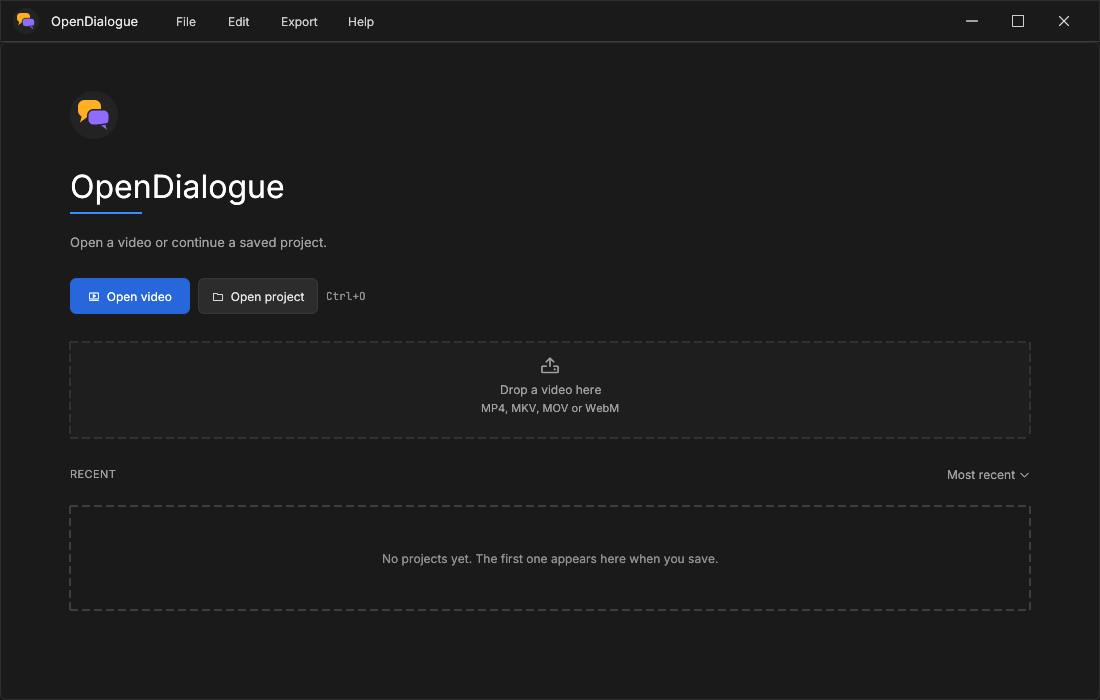 OpenDialogue File Edit Export Help
OpenDialogue
Open a video or continue a saved project.
Open video Open project Ctrl+O
Drop a video here
MP4, MKV, MOV or WebM
RECENT Most recent
No projects yet. The first one appears here when you save.